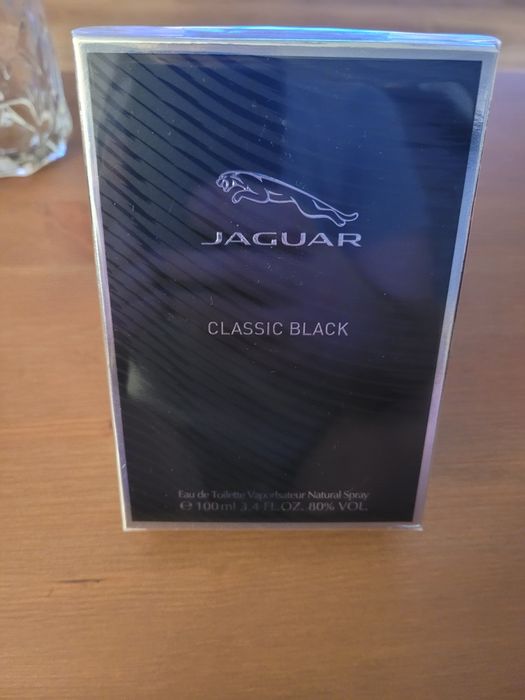 JAGUAR
CLASSIC BLACK
Eau de Toilette Vaporisateur Natural Spray
℮ 100 ml 3.4 FL.OZ. 80% VOL.